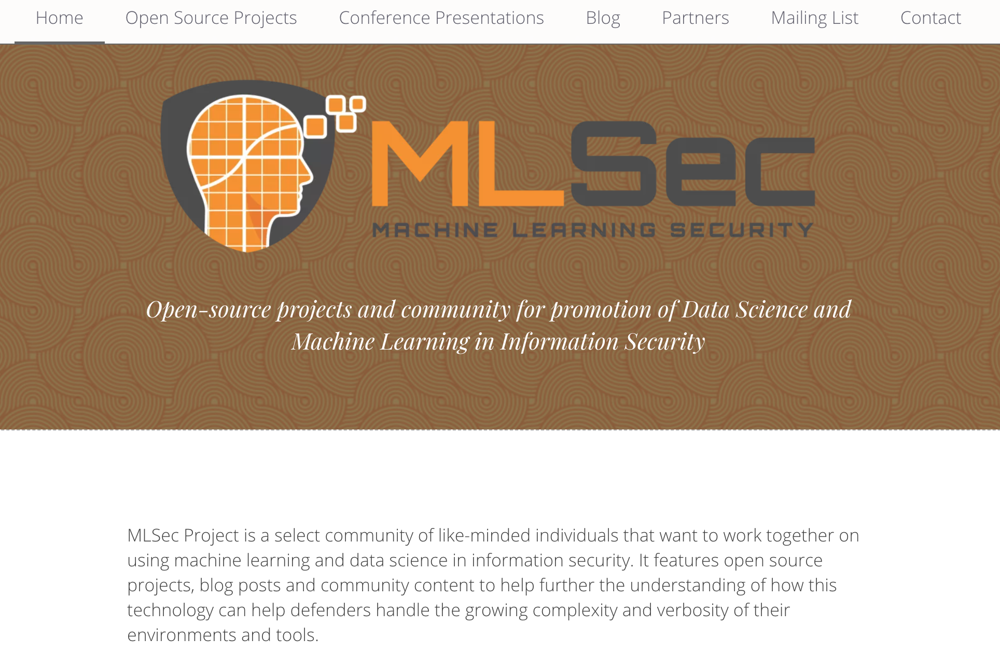 Home Open Source Projects Conference Presentations Blog Partners Mailing List Contact
MLSec
MACHINE LEARNING SECURITY
Open-source projects and community for promotion of Data Science and
Machine Learning in Information Security
MLSec Project is a select community of like-minded individuals that want to work together on
using machine learning and data science in information security. It features open source
projects, blog posts and community content to help further the understanding of how this
technology can help defenders handle the growing complexity and verbosity of their
environments and tools.